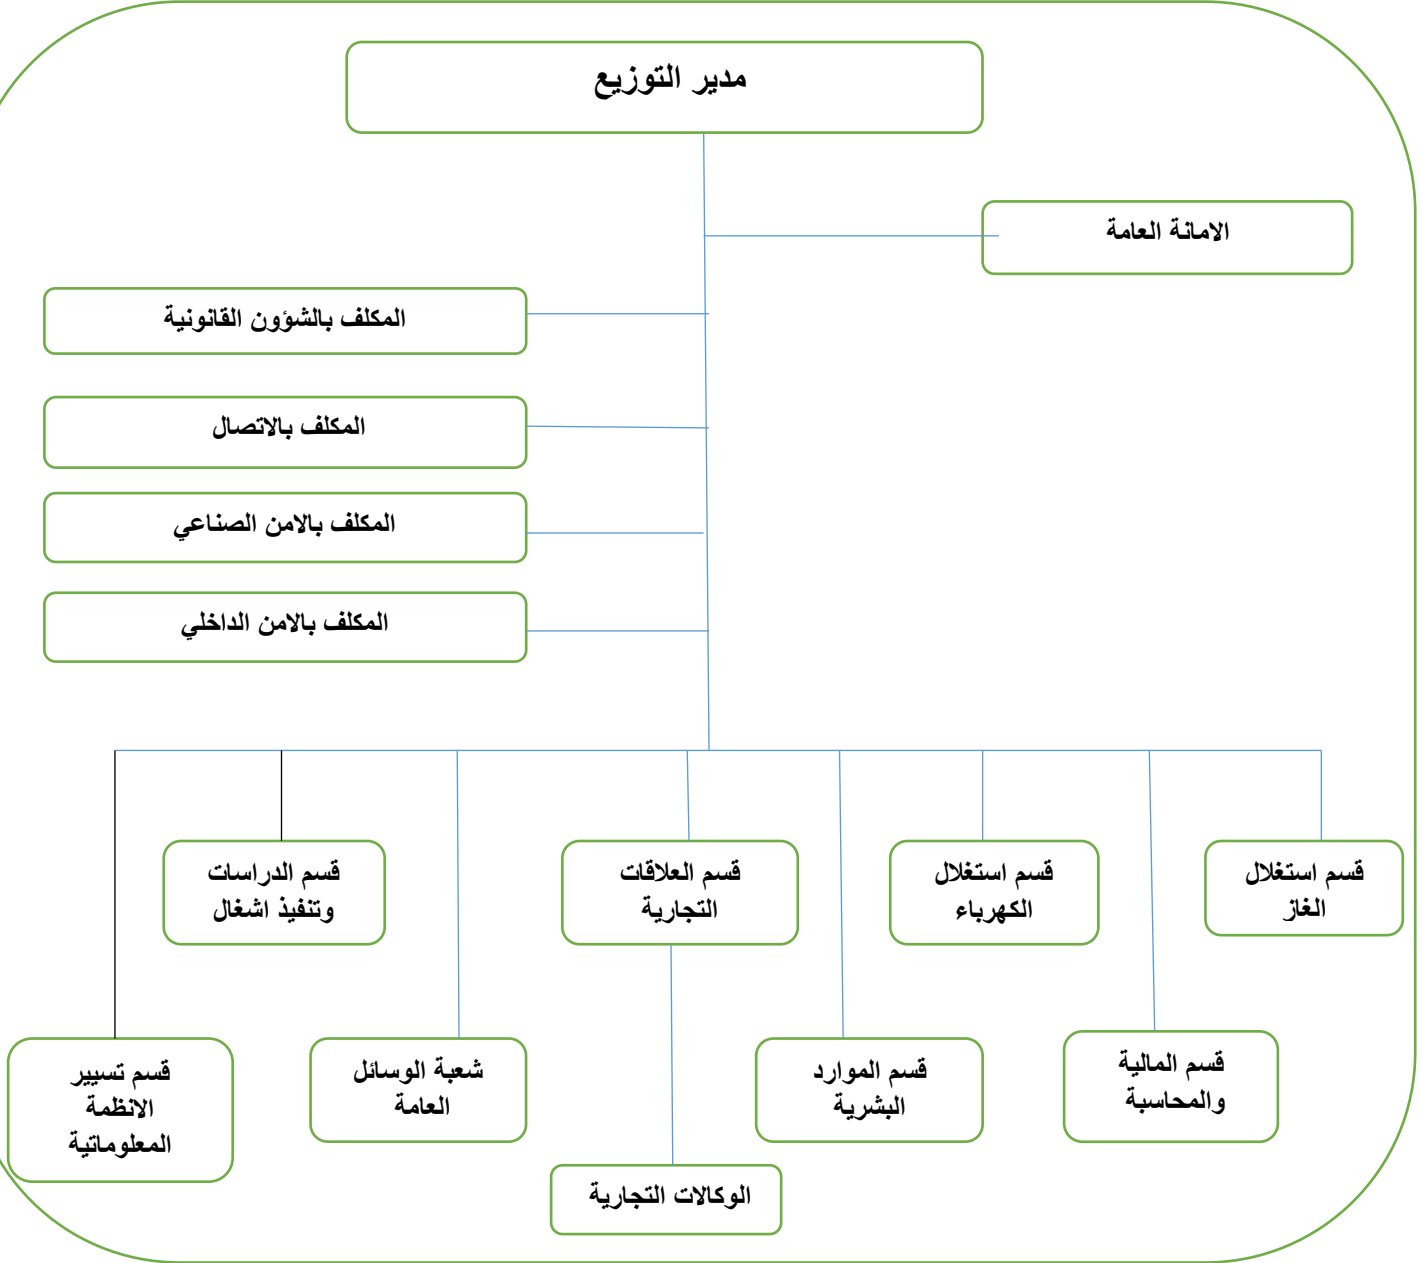 مدير التوزيع
الامانة العامة
المكلف بالشؤون القانونية
المكلف بالاتصال
المكلف بالامن الصناعي
المكلف بالامن الداخلي
قسم استغلال
الغاز
قسم استغلال
الكهرباء
قسم العلاقات
التجارية
قسم الدراسات
وتنفيذ اشغال
قسم المالية
والمحاسبة
قسم الموارد
البشرية
شعبة الوسائل
العامة
قسم تسيير
الانظمة
المعلوماتية
الوكالات التجارية